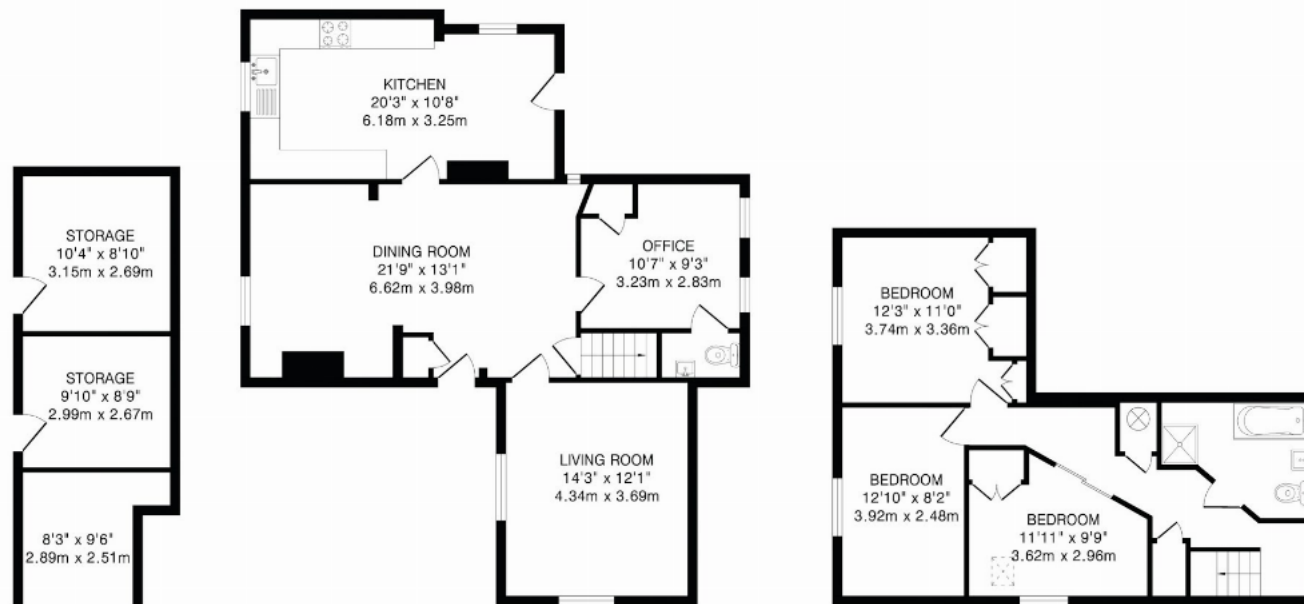 KITCHEN
20'3" x 10'8"
6.18m x 3.25m
STORAGE
10'4" x 8'10"
3.15m x 2.69m
DINING ROOM
21'9" x 13'1"
6.62m x 3.98m
OFFICE
10'7" x 9'3"
3.23m x 2.83m
BEDROOM
12'3" x 11'0"
3.74m x 3.36m
STORAGE
9'10" x 8'9"
2.99m x 2.67m
LIVING ROOM
14'3" x 12'1"
4.34m x 3.69m
BEDROOM
12'10" x 8'2"
3.92m x 2.48m
BEDROOM
11'11" x 9'9"
3.62m x 2.96m
8'3" x 9'6"
2.89m x 2.51m